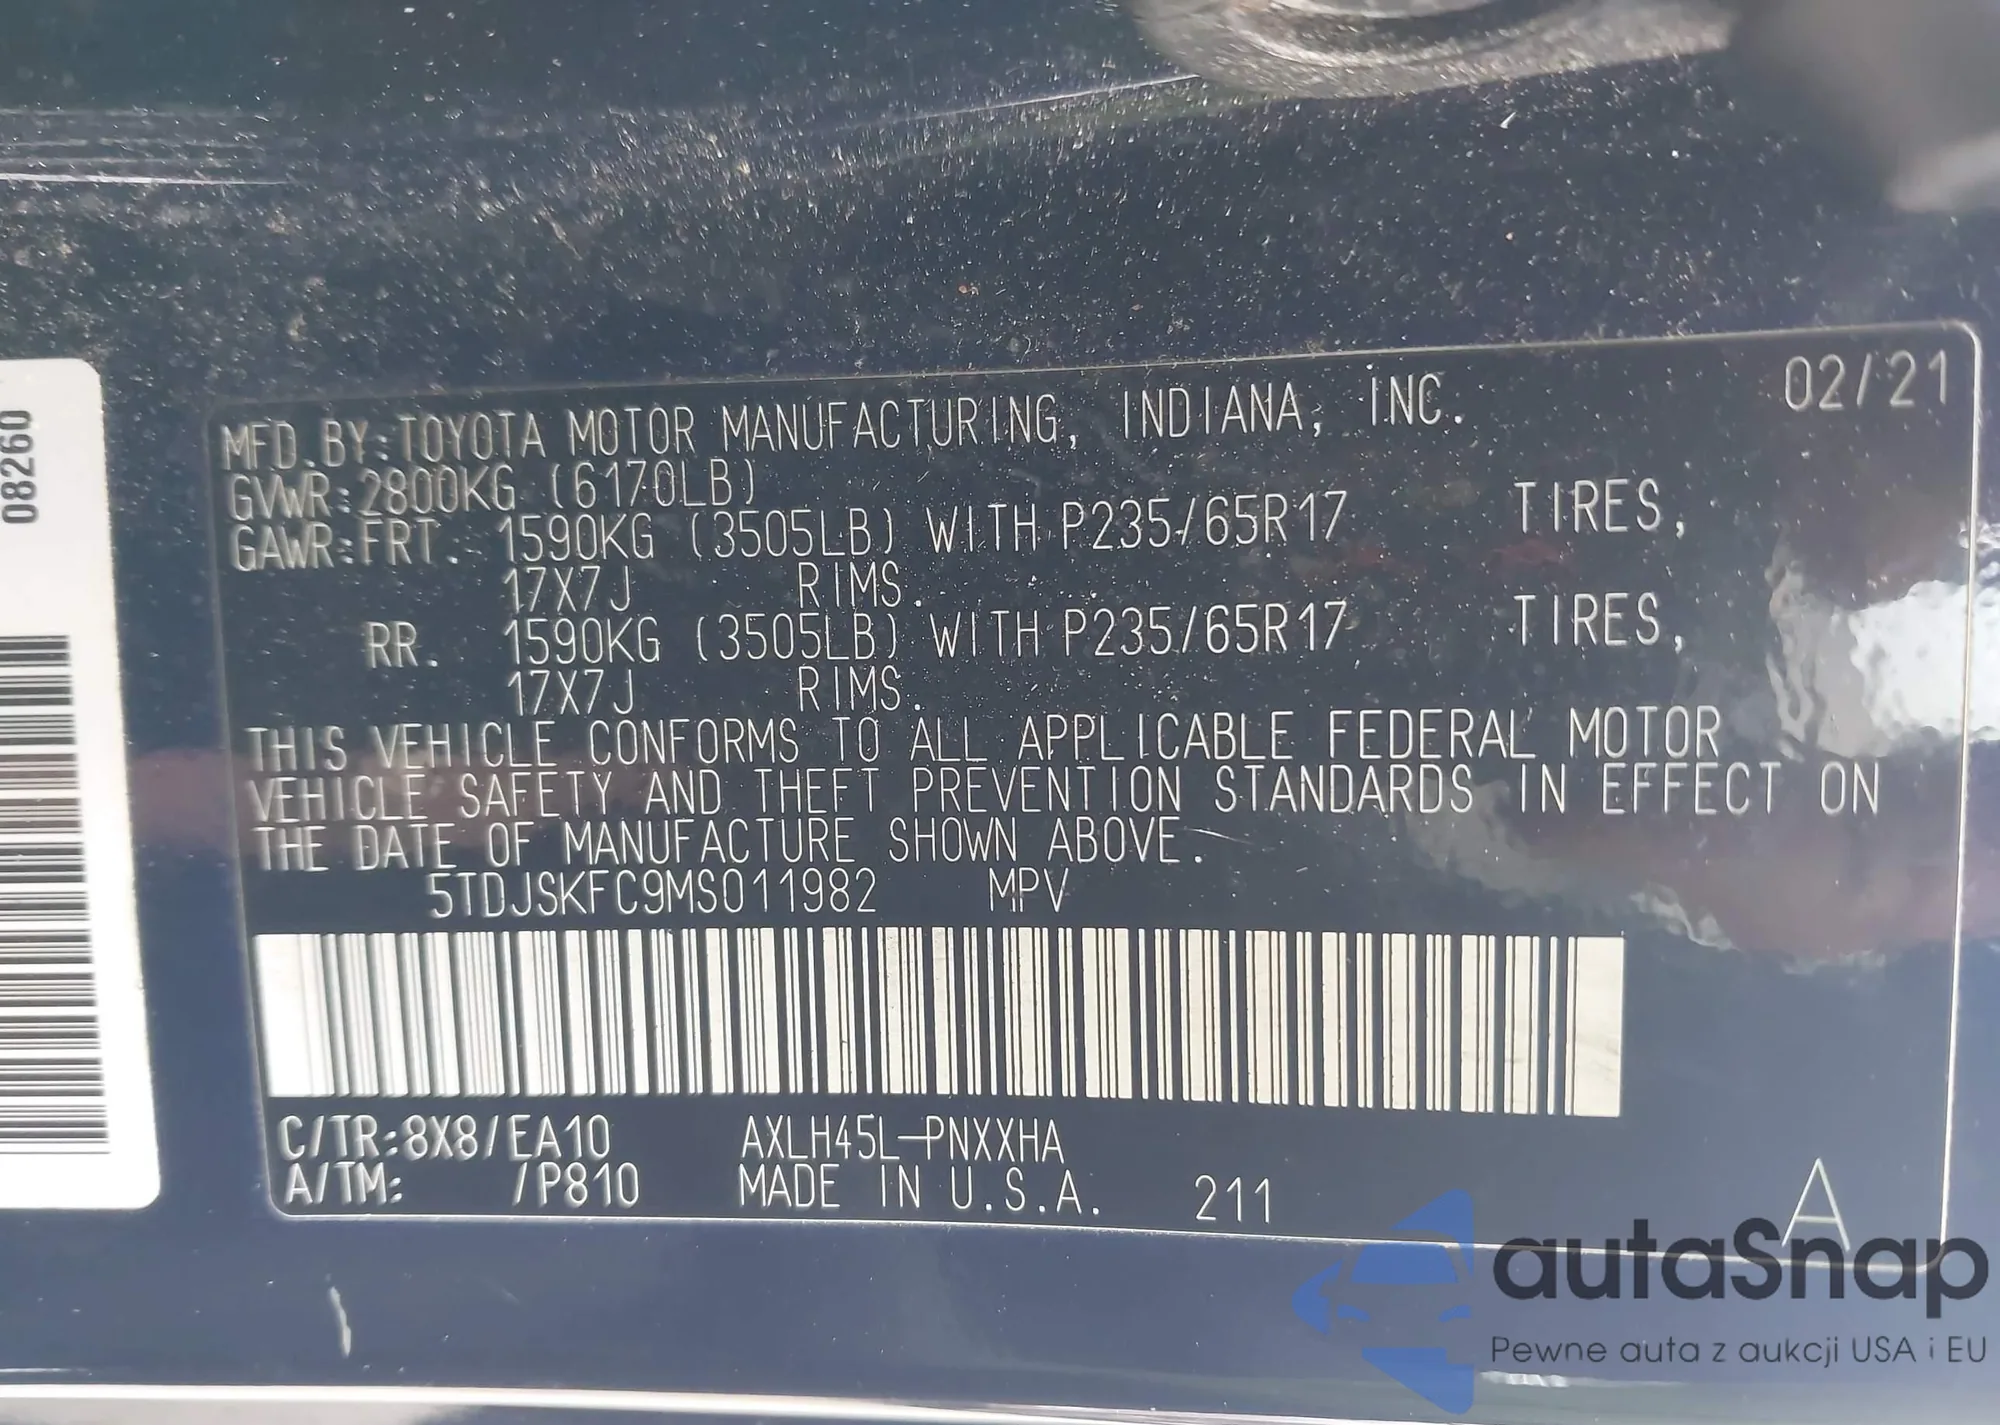 02/21
MFD. BY:TOYOTA MOTOR MANUFACTURING, INDIANA, INC.
GVWR:2800KG (6170LB)
GAWR:FRT. 1590KG (3505LB) WITH P235/65R17 TIRES,
17X7J RIMS.
RR. 1590KG (3505LB) WITH P235/65R17 TIRES,
17X7J RIMS.
THIS VEHICLE CONFORMS TO ALL APPLICABLE FEDERAL MOTOR
VEHICLE SAFETY AND THEFT PREVENTION STANDARDS IN EFFECT ON
THE DATE OF MANUFACTURE SHOWN ABOVE.
5TDJSKFC9MS011982 MPV
C/TR:8X8/EA10 AXLH45L-PNXXHA
A/TM: /P810 MADE IN U.S.A. 211
A
08260
autaSnap
Pewne auta z aukcji USA i EU